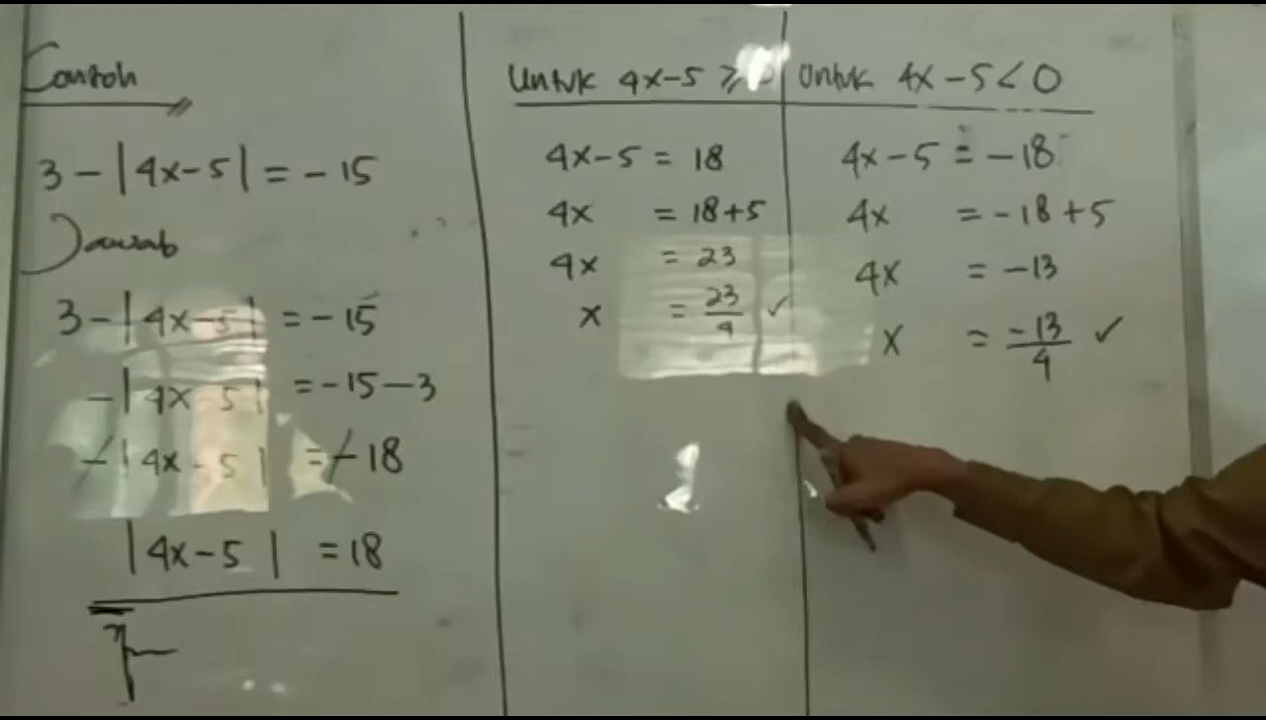 Contoh
3 - |4x - 5| = - 15
Jawab
3 - |4x - 5| = - 15
- |4x - 5| = - 15 - 3
- |4x - 5| = - 18
|4x - 5| = 18
Untuk 4x - 5 ≥ 0
4x - 5 = 18
4x = 18 + 5
4x = 23
x = 23/4 ✓
Untuk 4x - 5 < 0
4x - 5 = - 18
4x = - 18 + 5
4x = - 13
x = -13/4 ✓